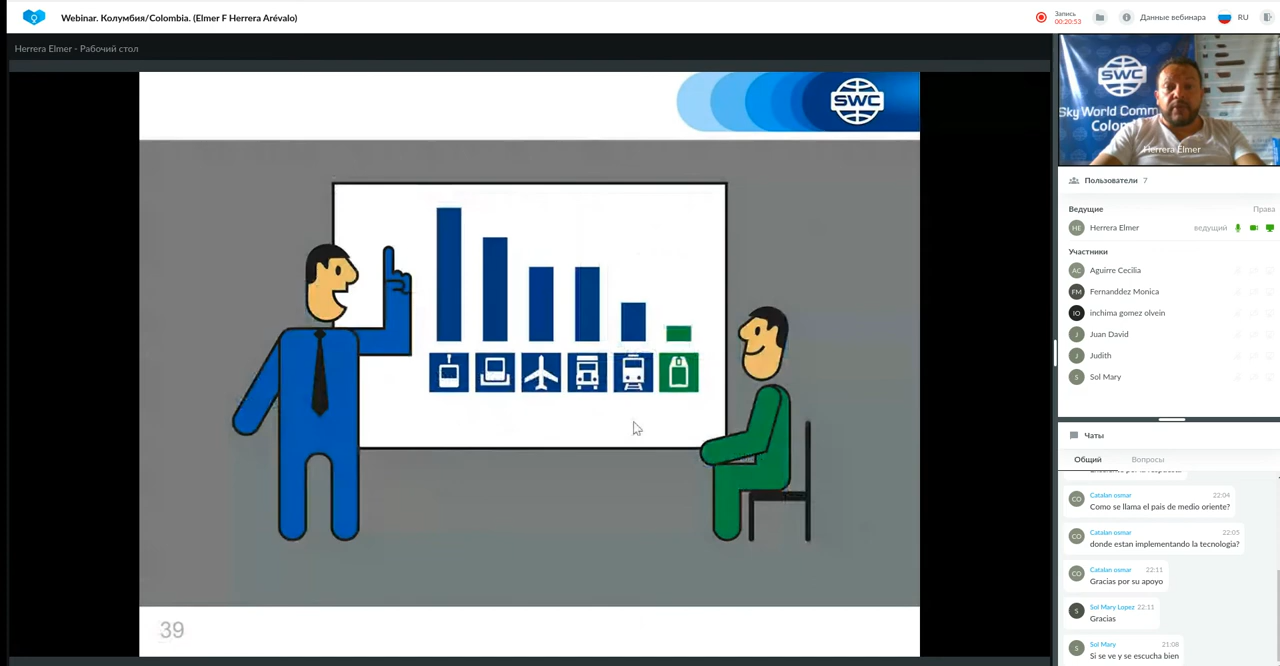 Webinar. Колумбия/Colombia. (Elmer F Herrera Arévalo)
Запись
00:20:53
Данные вебинара
RU
Herrera Elmer - Рабочий стол
SWC
SWC
Sky World Comm
Colo
Herrera Elmer
Пользователи 7
Ведущие
Права
HE Herrera Elmer ведущий
Участники
AG Aguirre Cecilia
FM Fernanddez Monica
IO inchima gomez olvein
J Juan David
J Judith
S Sol Mary
Чаты
Общий Вопросы
CO Catalan osmar 22:04
Como se llama el pais de medio oriente?
CO Catalan osmar 22:05
donde estan implementando la tecnologia?
CO Catalan osmar 22:11
Gracias por su apoyo
S Sol Mary Lopez 22:11
Gracias
S Sol Mary 21:08
Si se ve y se escucha bien
39